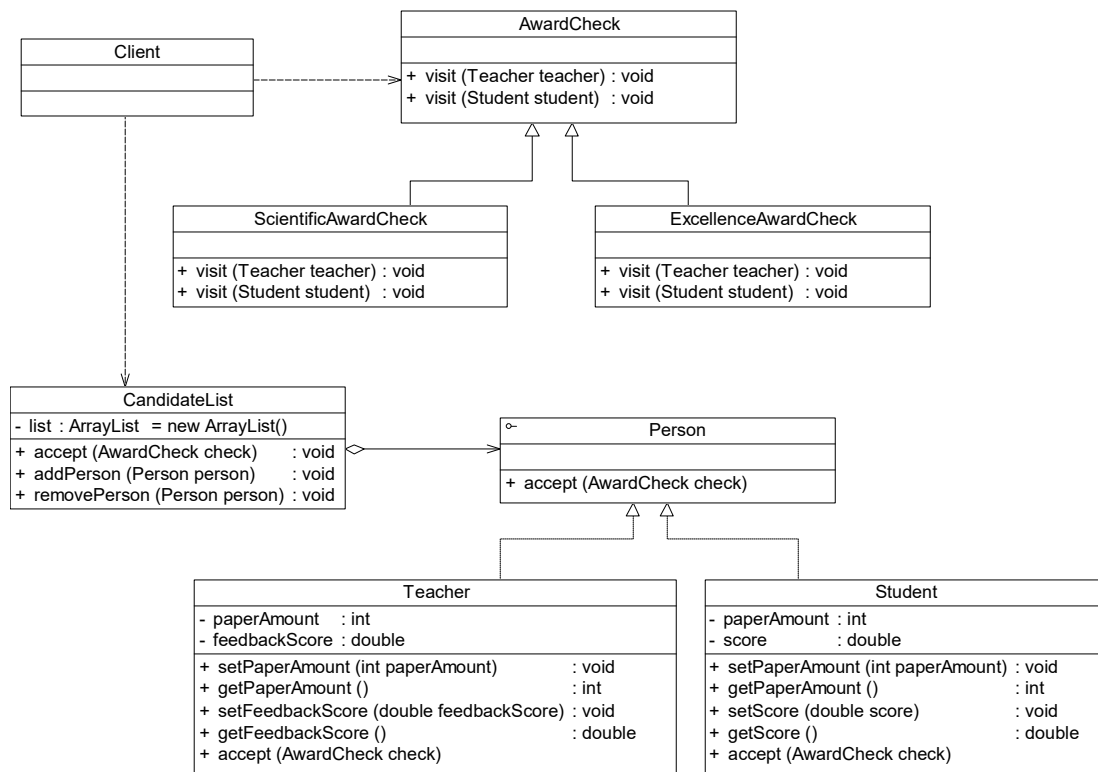 AwardCheck
+ visit (Teacher teacher) : void
+ visit (Student student) : void
Client
ScientificAwardCheck
+ visit (Teacher teacher) : void
+ visit (Student student) : void
ExcellenceAwardCheck
+ visit (Teacher teacher) : void
+ visit (Student student) : void
CandidateList
- list : ArrayList = new ArrayList()
+ accept (AwardCheck check) : void
+ addPerson (Person person) : void
+ removePerson (Person person) : void
Person
+ accept (AwardCheck check)
Teacher
- paperAmount : int
- feedbackScore : double
+ setPaperAmount (int paperAmount) : void
+ getPaperAmount () : int
+ setFeedbackScore (double feedbackScore) : void
+ getFeedbackScore () : double
+ accept (AwardCheck check)
Student
- paperAmount : int
- score : double
+ setPaperAmount (int paperAmount) : void
+ getPaperAmount () : int
+ setScore (double score) : void
+ getScore () : double
+ accept (AwardCheck check)